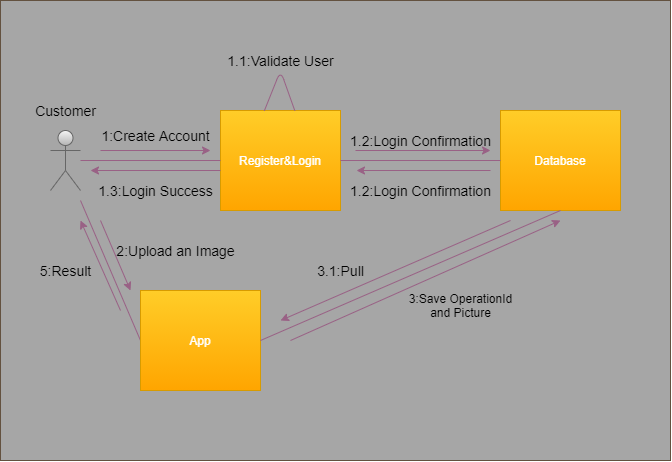 1.1:Validate User
Customer
1:Create Account
1.2:Login Confirmation
Register&Login
Database
1.3:Login Success
1.2:Login Confirmation
2:Upload an Image
5:Result
3.1:Pull
3:Save OperationId
and Picture
App